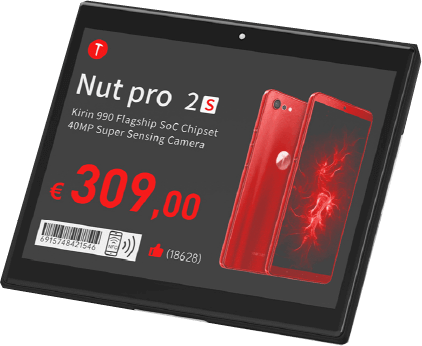 T
Nut pro 2S
Kirin 990 Flagship SoC Chipset
40MP Super Sensing Camera
€ 309,00
6915748421546
(18628)